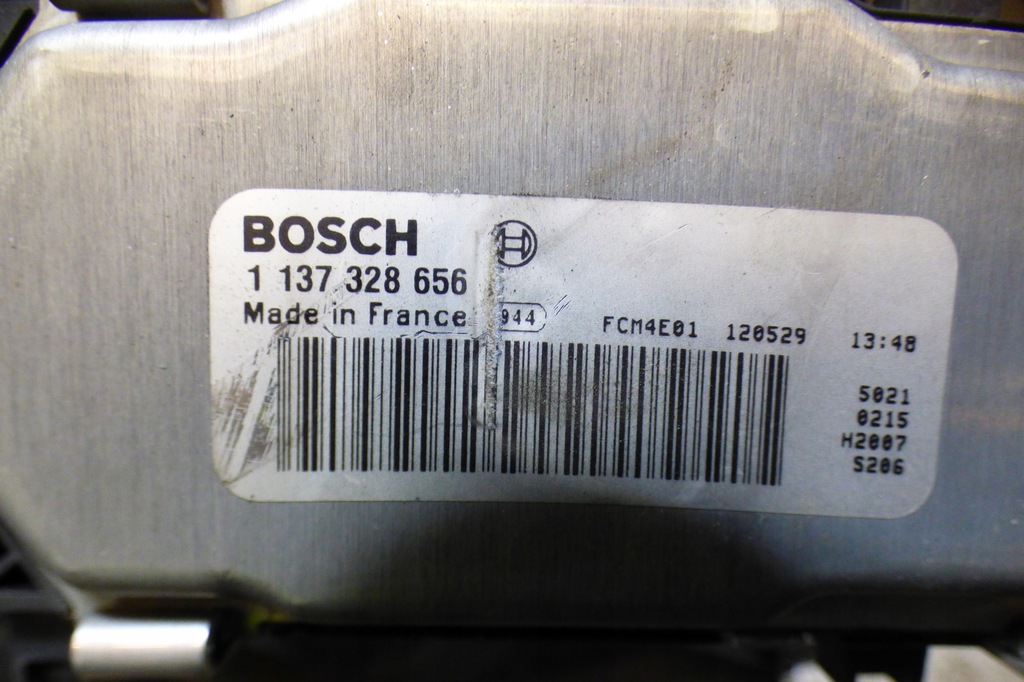 BOSCH
1 137 328 656
Made in France 944
FCM4E01 120529 13:48
5021
0215
H2007
S206